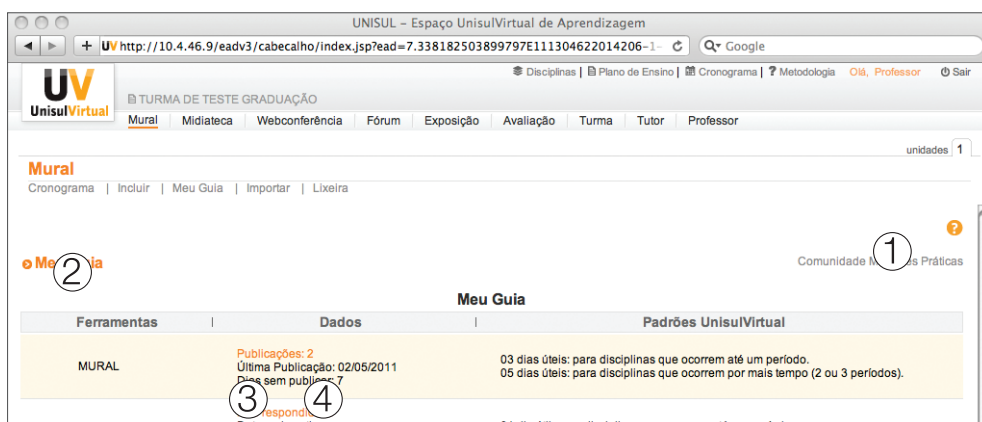 UNISUL – Espaço UnisulVirtual de Aprendizagem
UV http://10.4.46.9/eadv3/cabecalho/index.jsp?ead=7.338182503899797E111304622014206-1- Google
Disciplinas | Plano de Ensino | Cronograma | ? Metodologia Olá, Professor Sair
UV
UnisulVirtual
TURMA DE TESTE GRADUAÇÃO
Mural Midiateca Webconferência Fórum Exposição Avaliação Turma Tutor Professor
unidades 1
Mural
Cronograma | Incluir | Meu Guia | Importar | Lixeira
?
1
Comunidade Práticas
2
Meu Guia
Ferramentas | Dados | Padrões UnisulVirtual
MURAL
Publicações: 2
Última Publicação: 02/05/2011
Dias sem publicar: 7
03 dias úteis: para disciplinas que ocorrem até um período.
05 dias úteis: para disciplinas que ocorrem por mais tempo (2 ou 3 períodos).
3 4